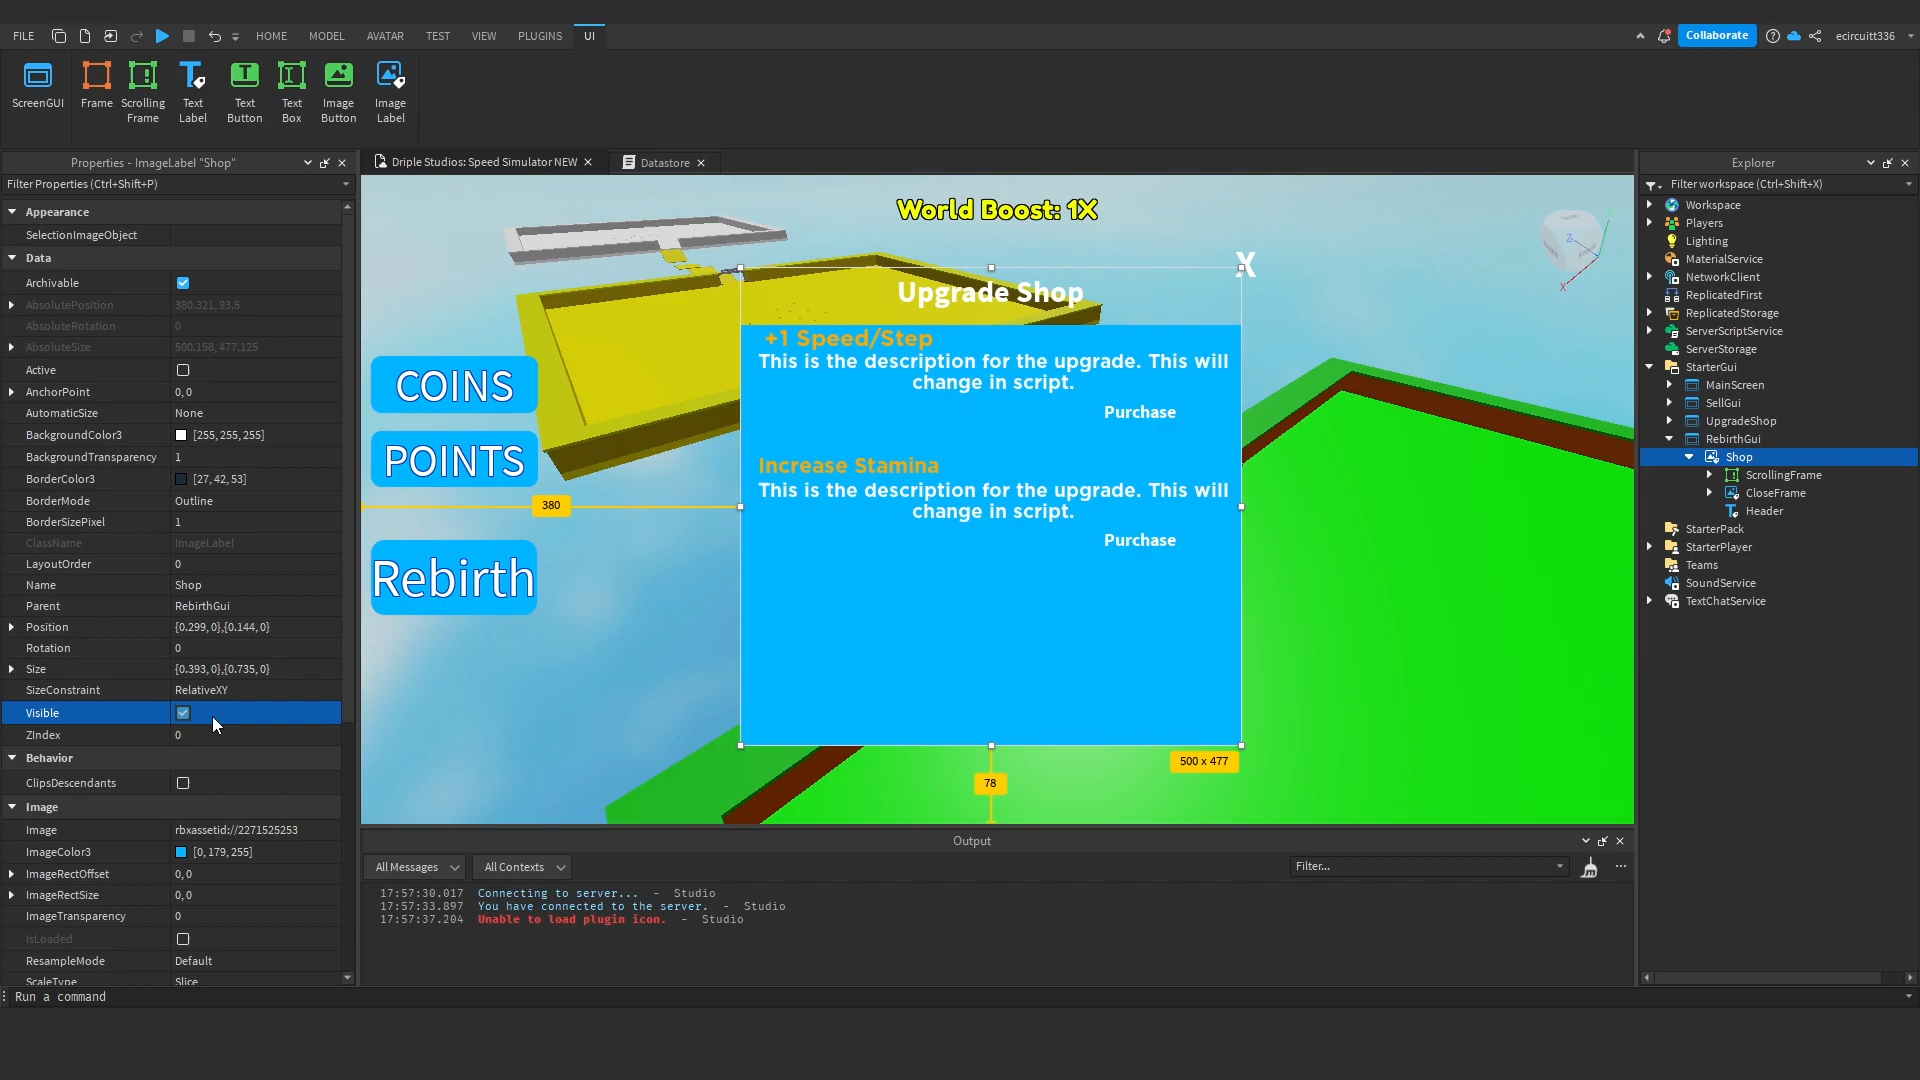 FILE HOME MODEL AVATAR TEST VIEW PLUGINS UI Collaborate ecircuitt336
ScreenGUI Frame Scrolling Frame Text Label Text Button Text Box Image Button Image Label
Properties - ImageLabel "Shop"
Filter Properties (Ctrl+Shift+P)
Appearance
SelectionImageObject
Data
Archivable
AbsolutePosition 380.321, 93.5
AbsoluteRotation 0
AbsoluteSize 500.158, 477.125
Active
AnchorPoint 0, 0
AutomaticSize None
BackgroundColor3 [255, 255, 255]
BackgroundTransparency 1
BorderColor3 [27, 42, 53]
BorderMode Outline
BorderSizePixel 1
ClassName ImageLabel
LayoutOrder 0
Name Shop
Parent RebirthGui
Position {0.299, 0},{0.144, 0}
Rotation 0
Size {0.393, 0},{0.735, 0}
SizeConstraint RelativeXY
Visible
ZIndex 0
Behavior
ClipsDescendants
Image
Image rbxassetid://2271525253
ImageColor3 [0, 179, 255]
ImageRectOffset 0, 0
ImageRectSize 0, 0
ImageTransparency 0
IsLoaded
ResampleMode Default
ScaleType Slice
Driple Studios: Speed Simulator NEW Datastore
World Boost: 1X
X
Upgrade Shop
+1 Speed/Step
This is the description for the upgrade. This will
change in script.
Purchase
Increase Stamina
This is the description for the upgrade. This will
change in script.
Purchase
COINS
POINTS
Rebirth
380
500 x 477
78
Z
X
Output
All Messages All Contexts Filter...
17:57:30.017 Connecting to server... - Studio
17:57:33.897 You have connected to the server. - Studio
17:57:37.204 Unable to load plugin icon. - Studio
Explorer
Filter workspace (Ctrl+Shift+X)
Workspace
Players
Lighting
MaterialService
NetworkClient
ReplicatedFirst
ReplicatedStorage
ServerScriptService
ServerStorage
StarterGui
MainScreen
SellGui
UpgradeShop
RebirthGui
Shop
ScrollingFrame
CloseFrame
Header
StarterPack
StarterPlayer
Teams
SoundService
TextChatService
Run a command